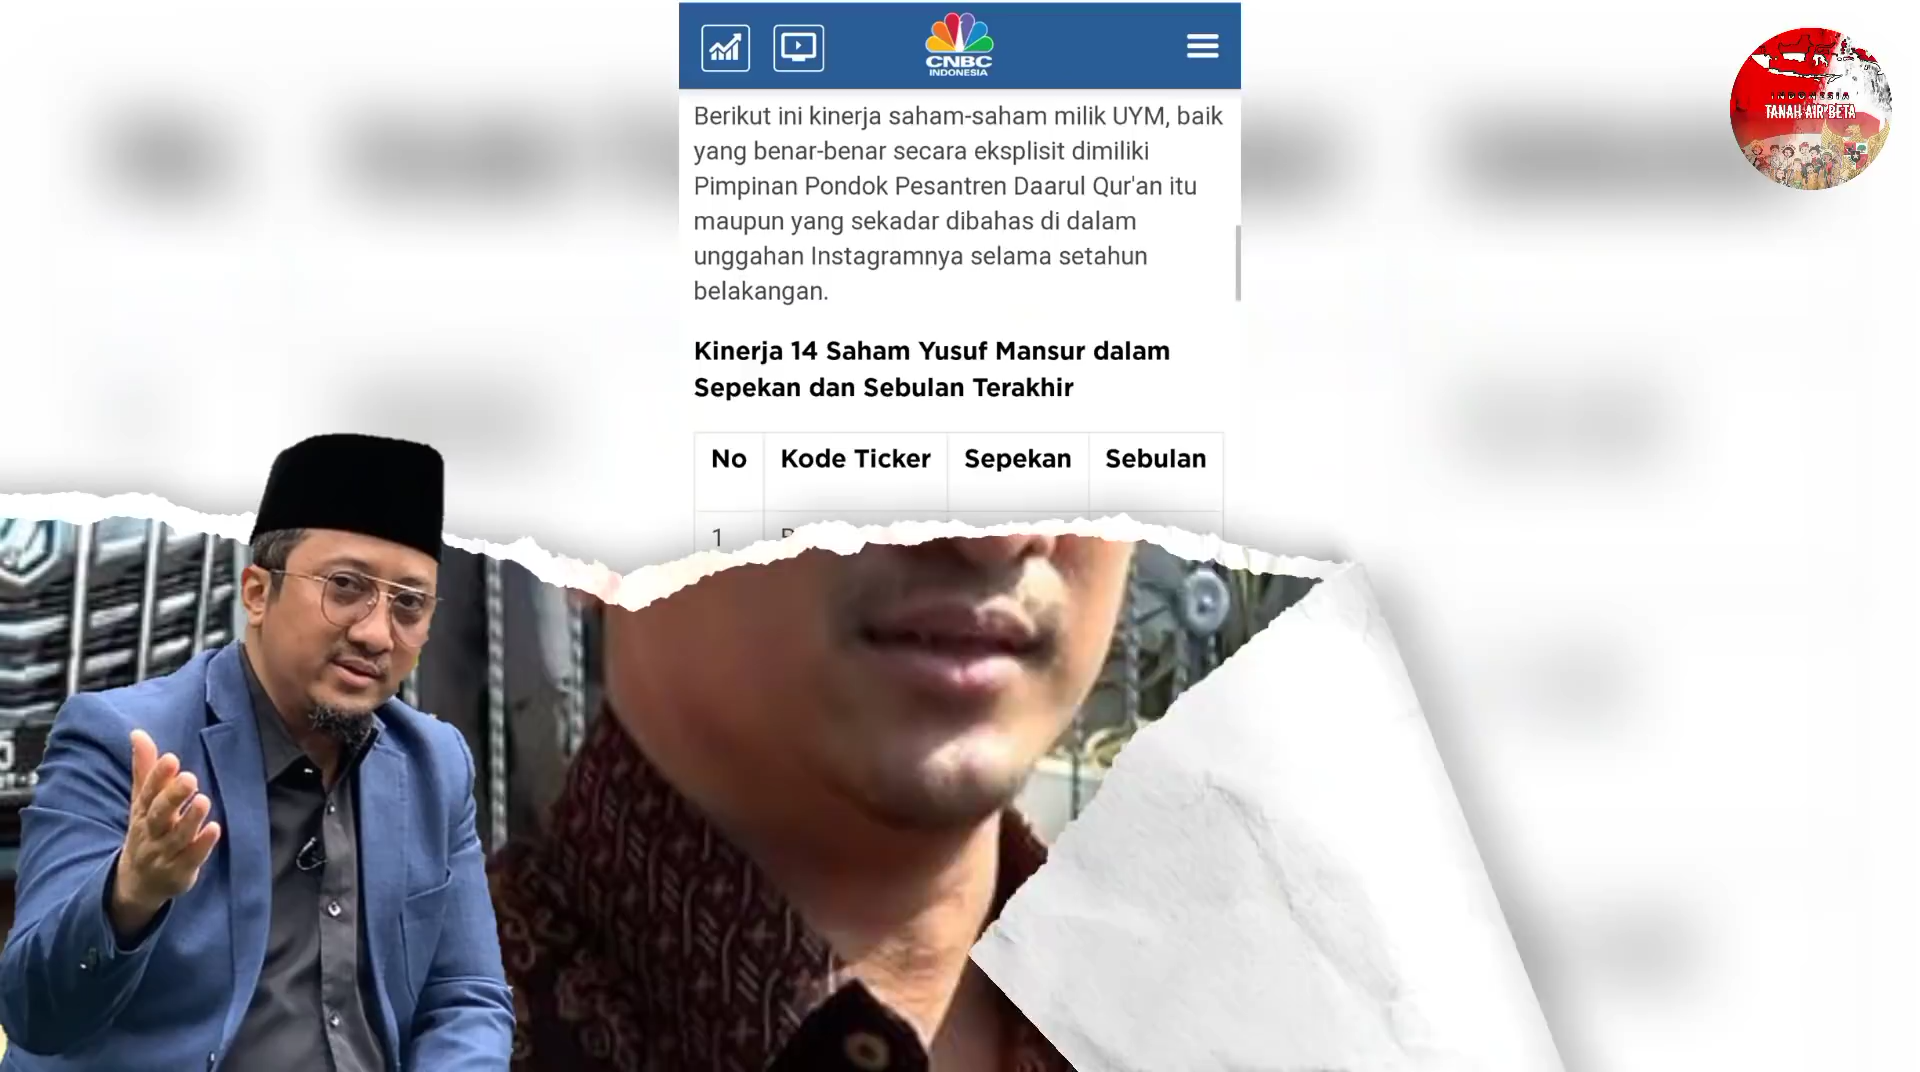 CNBC
INDONESIA
INDONESIA
TANAH AIR BETA
Berikut ini kinerja saham-saham milik UYM, baik
yang benar-benar secara eksplisit dimiliki
Pimpinan Pondok Pesantren Daarul Qur'an itu
maupun yang sekadar dibahas di dalam
unggahan Instagramnya selama setahun
belakangan.
Kinerja 14 Saham Yusuf Mansur dalam
Sepekan dan Sebulan Terakhir
No Kode Ticker Sepekan Sebulan
1